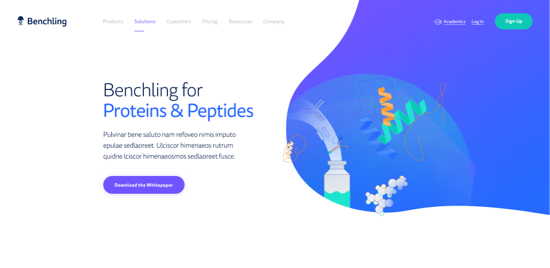 Benchling
Products Solutions Customers Pricing Resources Company
Academics Log In Sign Up
Benchling for
Proteins & Peptides
Pulvinar bene saluto nam refoveo nimis imputo
epulae sedlaoreet. Ulciscor himenaeos rutrum
quidne lciscor himenaeosmos sedlaoreet fusce.
Download the Whitepaper